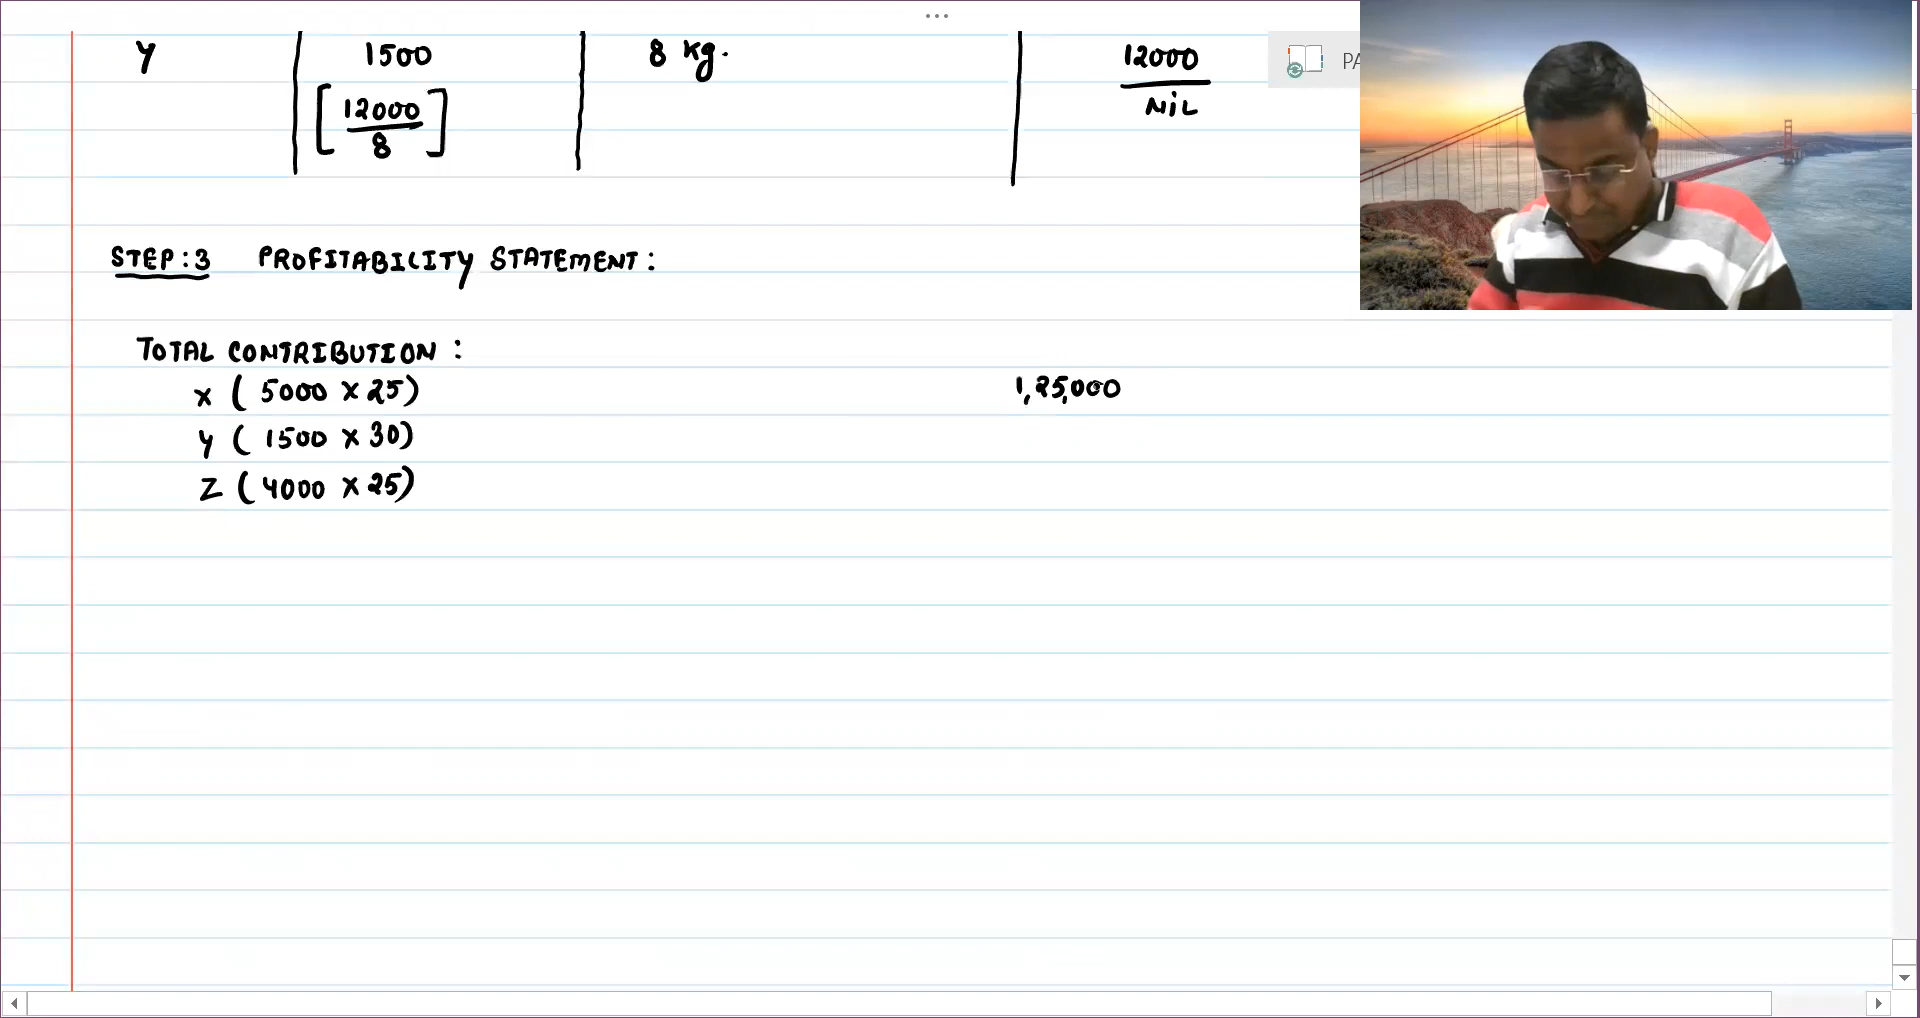 ...
Y 1500 8 kg. 12000 PA
[12000/8] NiL
STEP:3 PROFITABILITY STATEMENT:
TOTAL CONTRIBUTION:
X (5000 × 25) 1,25,000
Y (1500 × 30)
Z (4000 × 25)